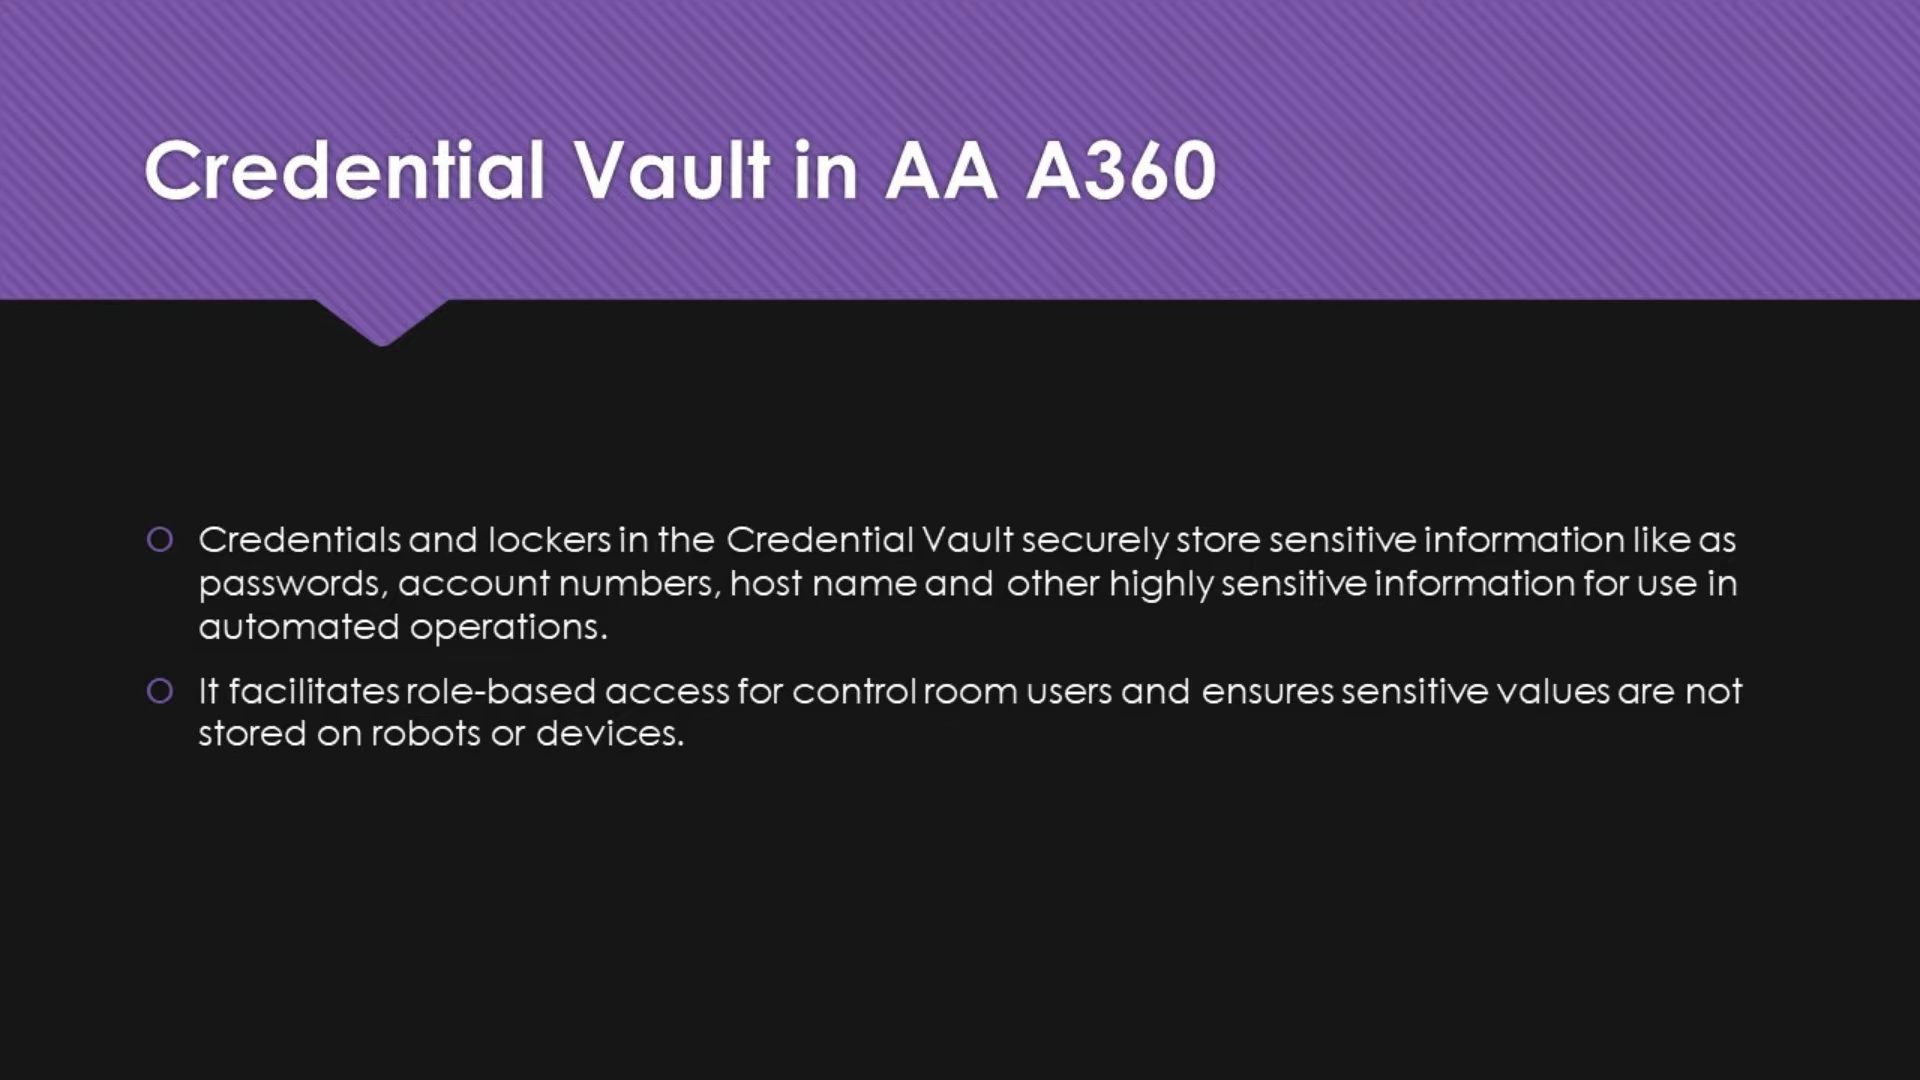 Credential Vault in AA A360
Credentials and lockers in the Credential Vault securely store sensitive information like as
passwords, account numbers, host name and other highly sensitive information for use in
automated operations.
It facilitates role-based access for control room users and ensures sensitive values are not
stored on robots or devices.